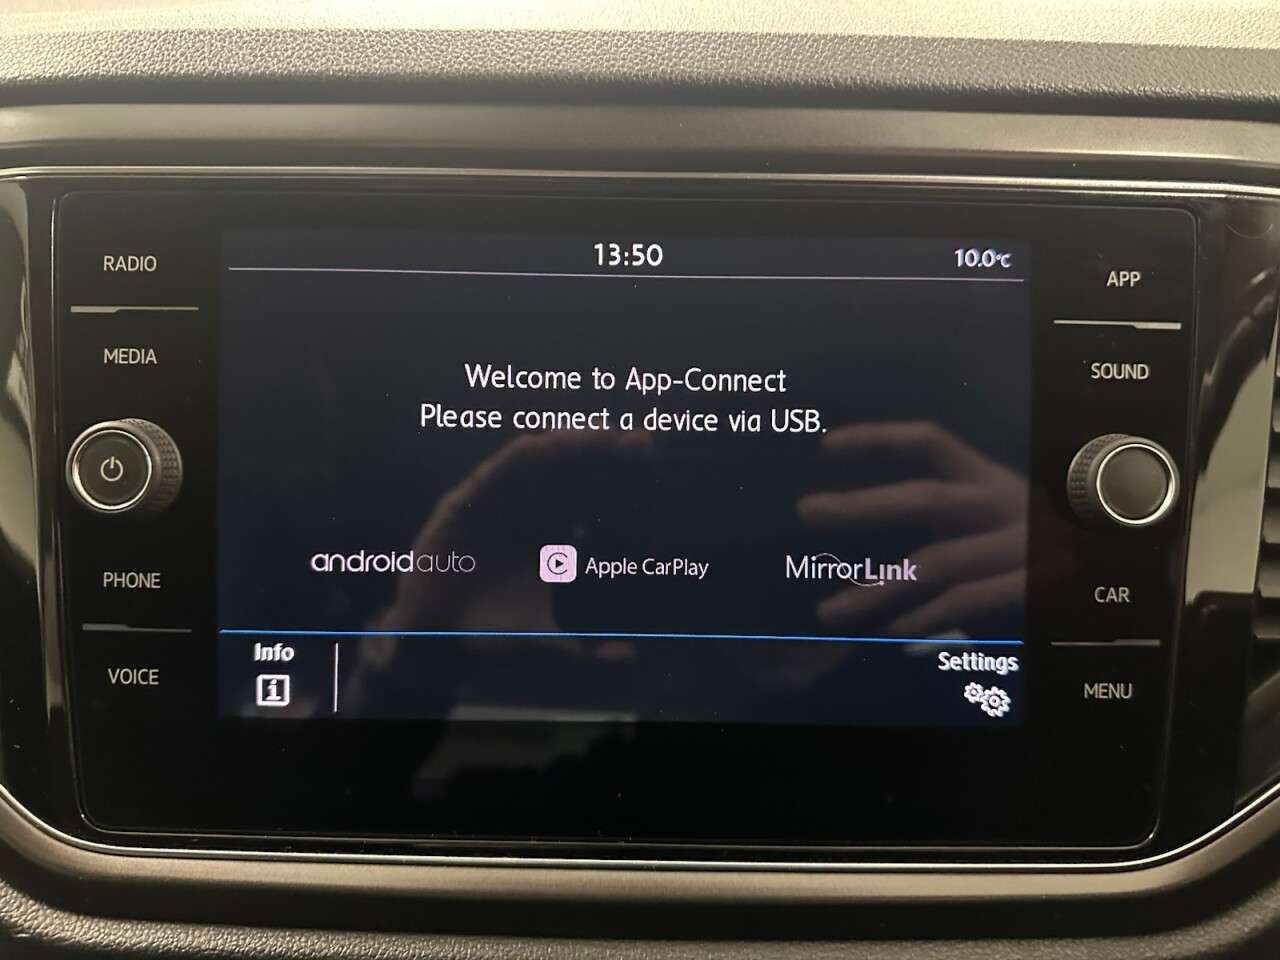 13:50
10.0°C
RADIO
MEDIA
PHONE
VOICE
Welcome to App-Connect
Please connect a device via USB.
androidauto
Apple CarPlay
MirrorLink
Info
i
Settings
APP
SOUND
CAR
MENU